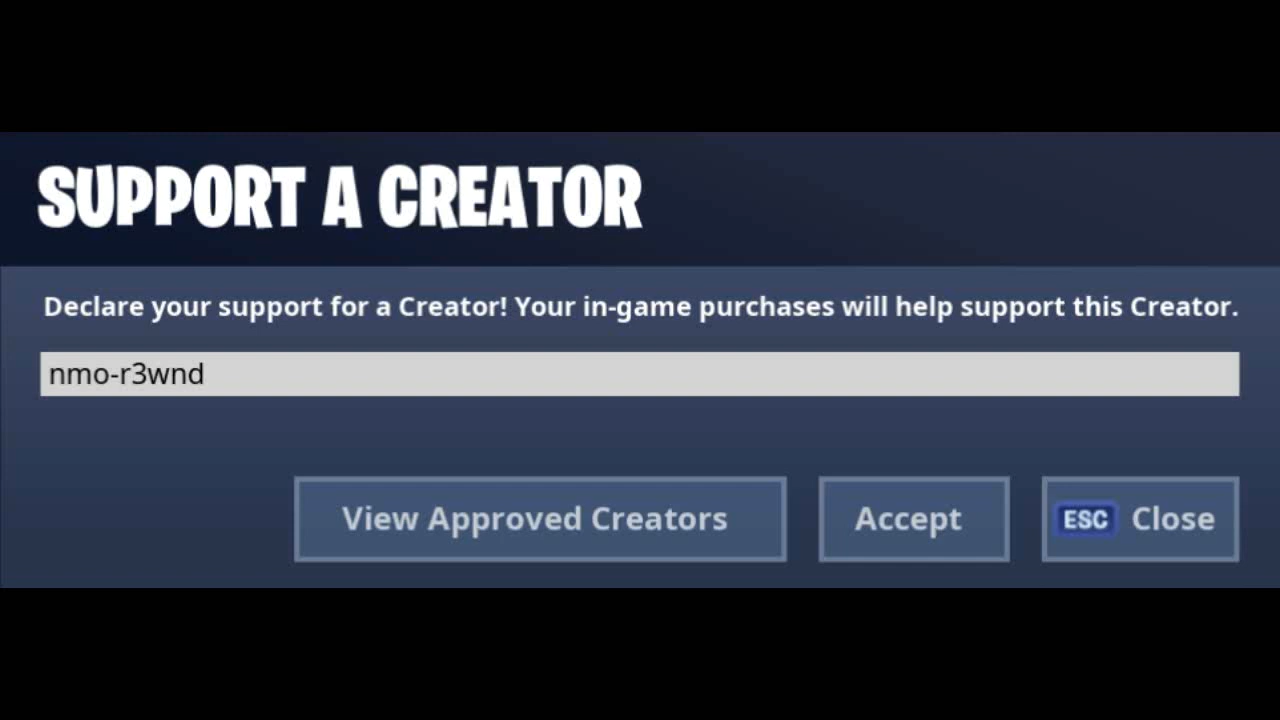 SUPPORT A CREATOR
Declare your support for a Creator! Your in-game purchases will help support this Creator.
nmo-r3wnd
View Approved Creators
Accept
ESC Close